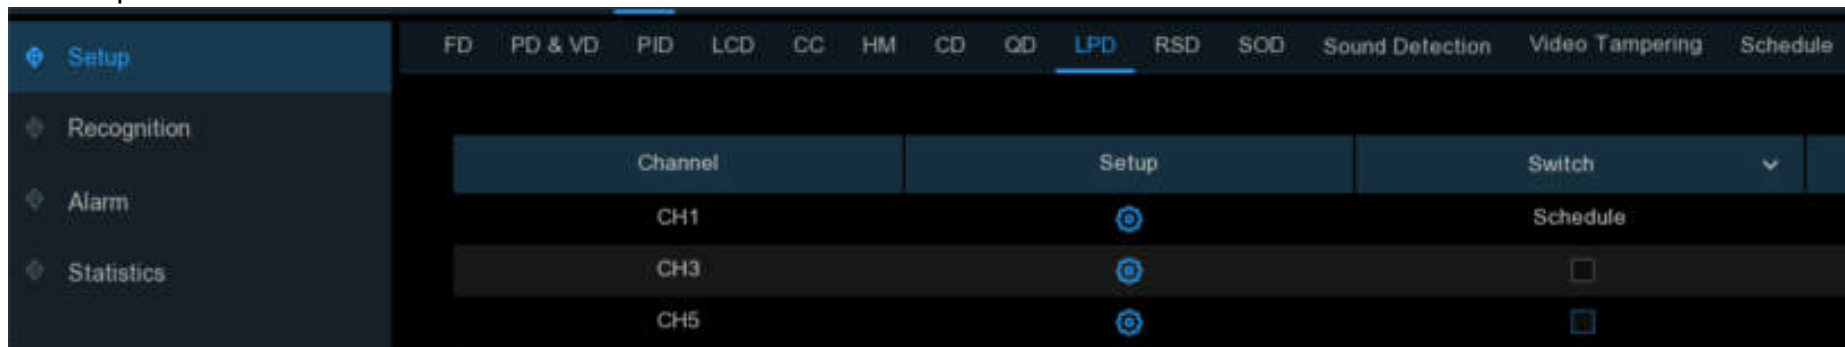 Setup
FD PD & VD PID LCD CC HM CD QD LPD RSD SOD Sound Detection Video Tampering Schedule
Recognition
Alarm
Statistics
Channel Setup Switch
CH1 Schedule
CH3
CH5